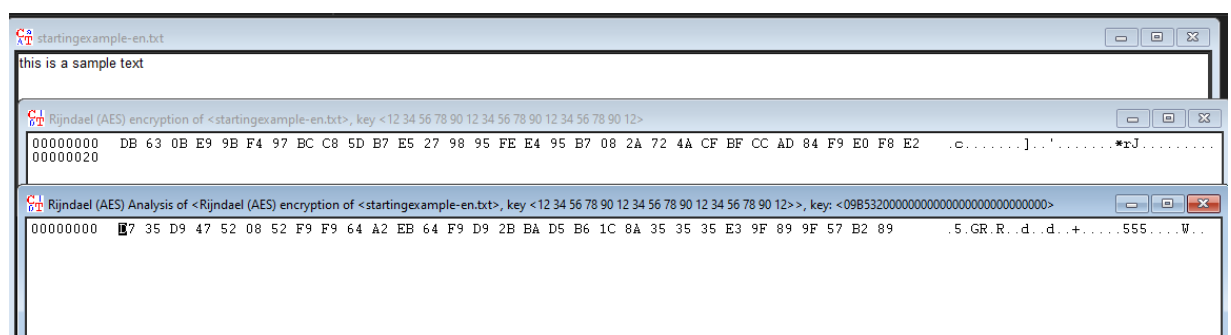 startingexample-en.txt
this is a sample text
Rijndael (AES) encryption of <startingexample-en.txt>, key <12 34 56 78 90 12 34 56 78 90 12 34 56 78 90 12>
00000000 DB 63 0B E9 9B F4 97 BC C8 5D B7 E5 27 98 95 FE E4 95 B7 08 2A 72 4A CF BF CC AD 84 F9 E0 F8 E2 .c.......]..'.......*rJ.........
00000020
Rijndael (AES) Analysis of <Rijndael (AES) encryption of <startingexample-en.txt>, key <12 34 56 78 90 12 34 56 78 90 12 34 56 78 90 12>>, key: <09B53200000000000000000000000000>
00000000 D7 35 D9 47 52 08 52 F9 F9 64 A2 EB 64 F9 D9 2B BA D5 B6 1C 8A 35 35 35 E3 9F 89 9F 57 B2 89 .5.GR.R..d..d..+.....555....W..